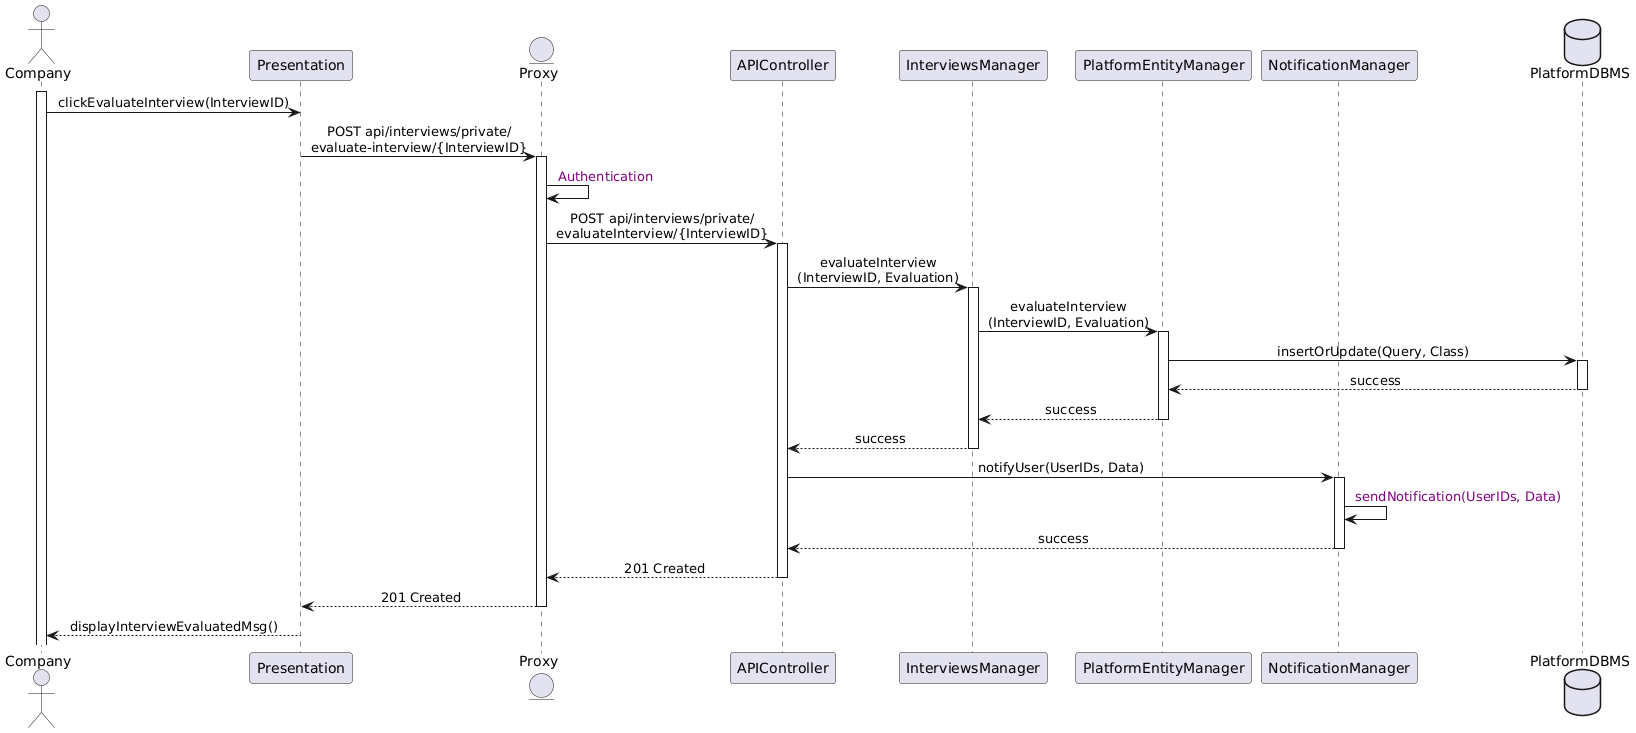 Company
Presentation
Proxy
APIController
InterviewsManager
PlatformEntityManager
NotificationManager
PlatformDBMS
clickEvaluateInterview(InterviewID)
POST api/interviews/private/
evaluate-interview/{InterviewID}
Authentication
POST api/interviews/private/
evaluateInterview/{InterviewID}
evaluateInterview
(InterviewID, Evaluation)
evaluateInterview
(InterviewID, Evaluation)
insertOrUpdate(Query, Class)
success
success
success
notifyUser(UserIDs, Data)
sendNotification(UserIDs, Data)
success
201 Created
201 Created
displayInterviewEvaluatedMsg()
Company
Presentation
Proxy
APIController
InterviewsManager
PlatformEntityManager
NotificationManager
PlatformDBMS